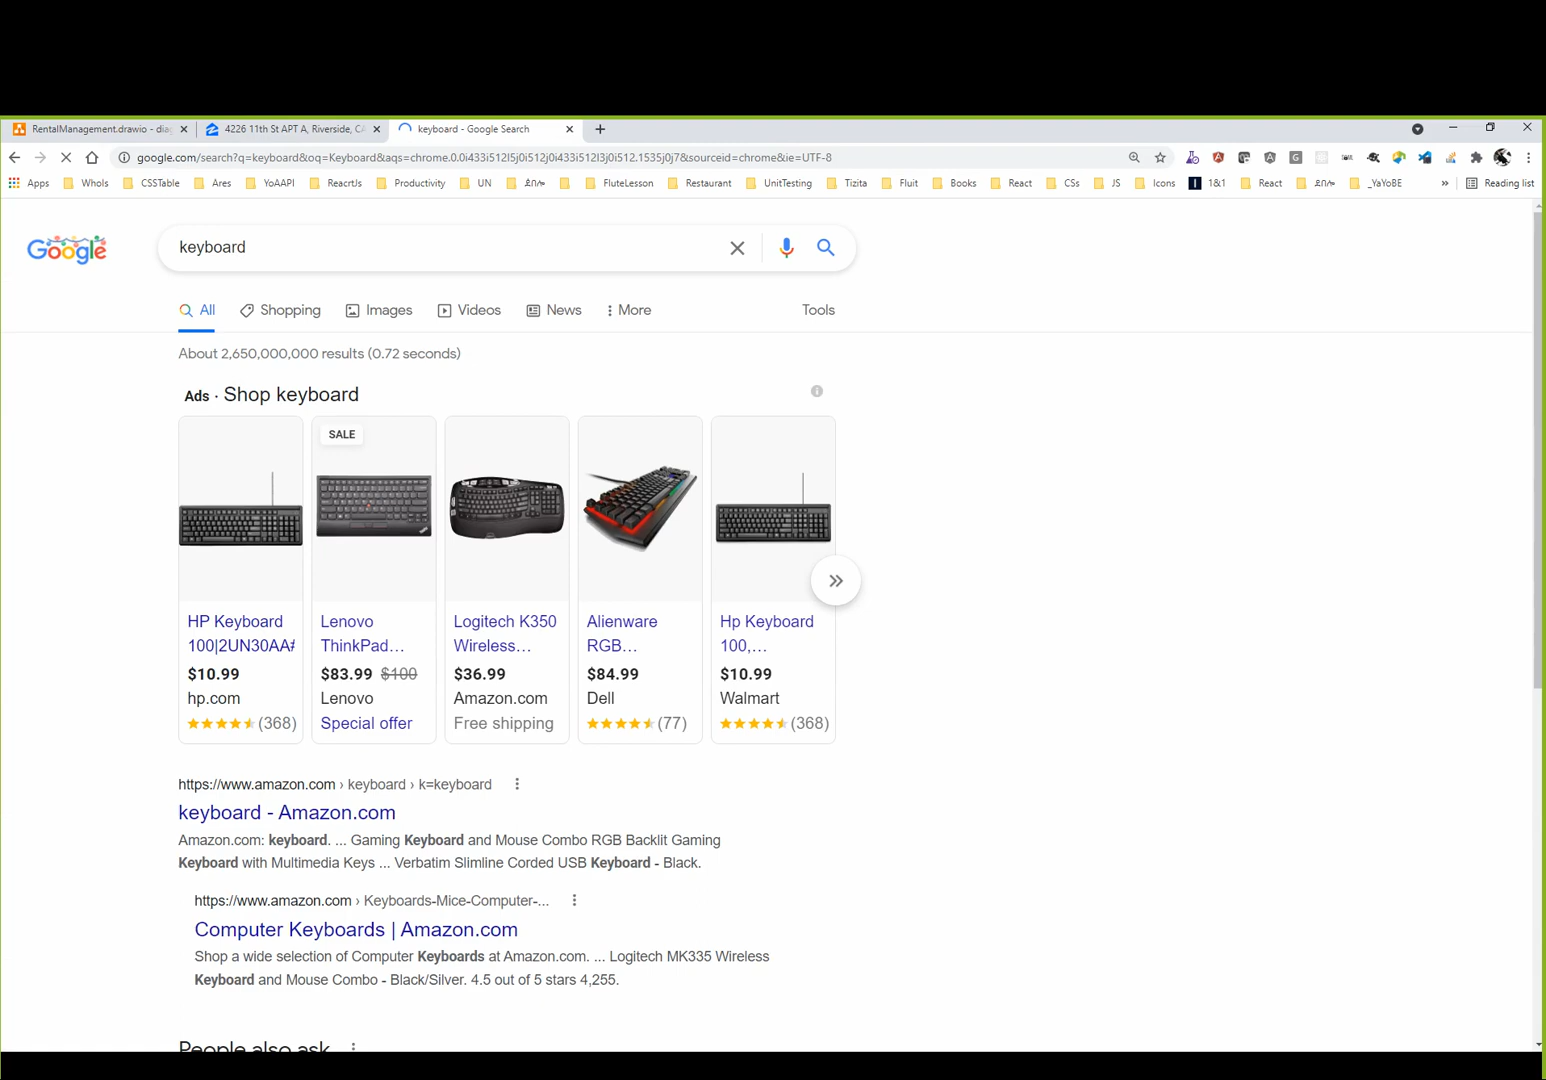 RentalManagement.drawio - dia
4226 11th St APT A, Riverside, CA
keyboard - Google Search
google.com/search?q=keyboard&oq=Keyboard&aqs=chrome.0.0i433i512l5j0i512j0i433i512l3j0i512.1535j0j7&sourceid=chrome&ie=UTF-8
Apps WhoIs CSSTable Ares YoAAPI ReacrtJs Productivity UN FluteLesson Restaurant UnitTesting Tizita Fluit Books React CSs JS Icons 1&1 React _YaYoBE » Reading list
Google
keyboard
All Shopping Images Videos News More Tools
About 2,650,000,000 results (0.72 seconds)
Ads · Shop keyboard
SALE
HP Keyboard
100|2UN30AA#
$10.99
hp.com
(368)
Lenovo
ThinkPad...
$83.99 $100
Lenovo
Special offer
Logitech K350
Wireless...
$36.99
Amazon.com
Free shipping
Alienware
RGB...
$84.99
Dell
(77)
Hp Keyboard
100,...
$10.99
Walmart
(368)
https://www.amazon.com › keyboard › k=keyboard
keyboard - Amazon.com
Amazon.com: keyboard. ... Gaming Keyboard and Mouse Combo RGB Backlit Gaming
Keyboard with Multimedia Keys ... Verbatim Slimline Corded USB Keyboard - Black.
https://www.amazon.com › Keyboards-Mice-Computer-...
Computer Keyboards | Amazon.com
Shop a wide selection of Computer Keyboards at Amazon.com. ... Logitech MK335 Wireless
Keyboard and Mouse Combo - Black/Silver. 4.5 out of 5 stars 4,255.
People also ask